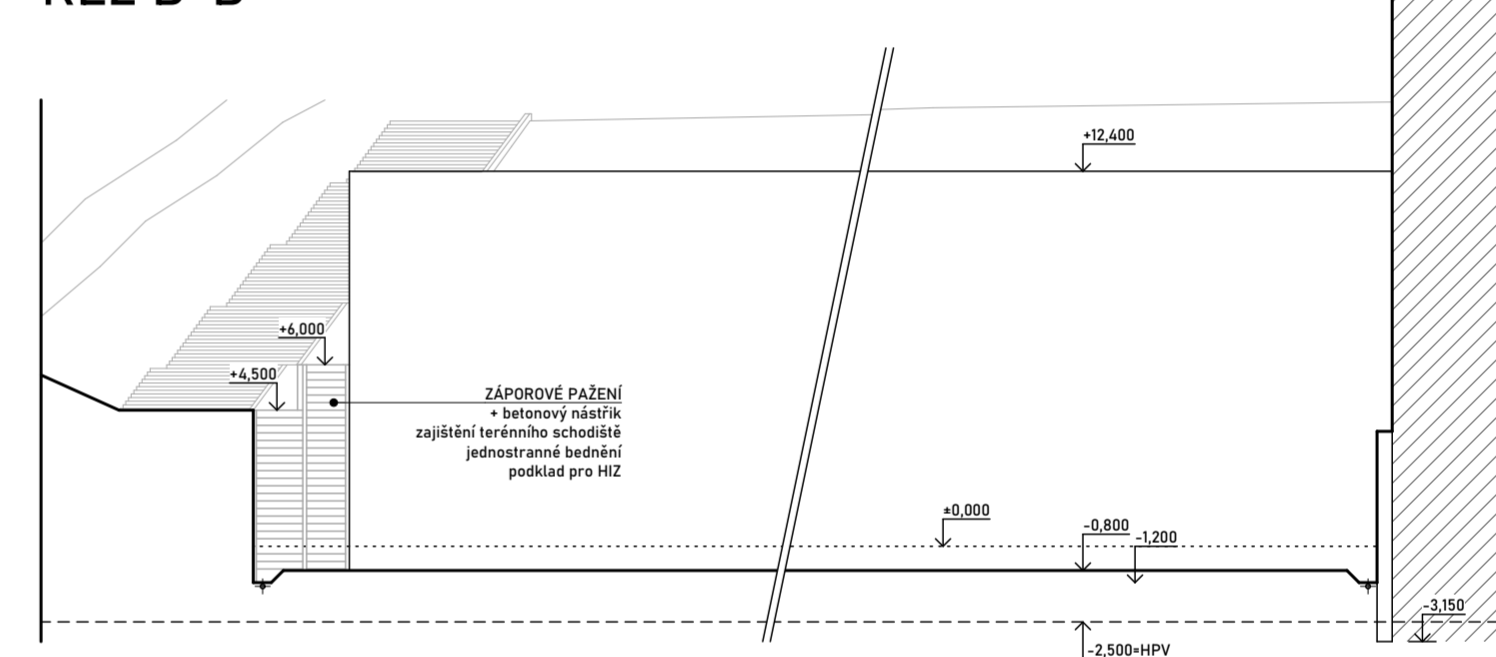 +12,400
+6,000
+4,500
ZÁPOROVÉ PAŽENÍ
+ betonový nástřik
zajištění terénního schodiště
jednostranné bednění
podklad pro HIZ
±0,000
-0,800
-1,200
-3,150
-2,500=HPV